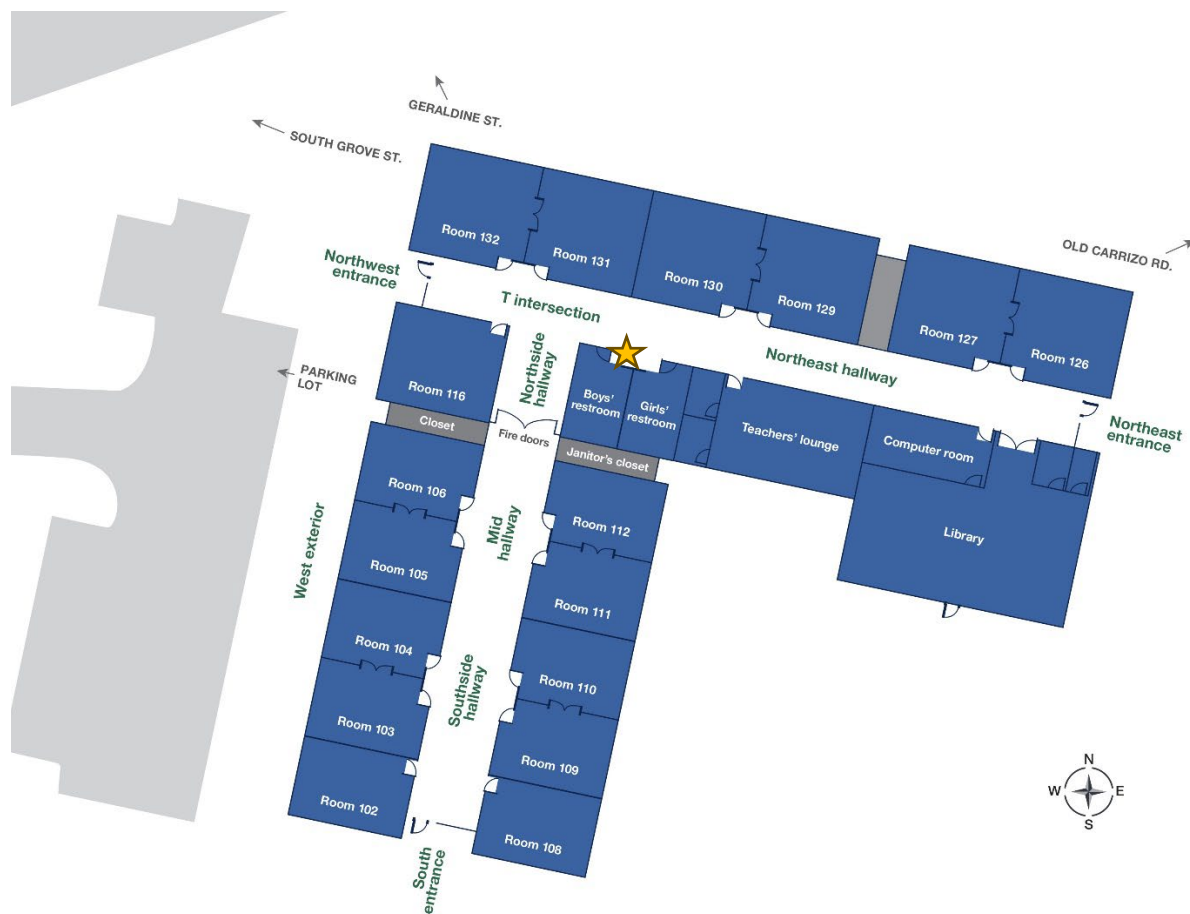 GERALDINE ST.
SOUTH GROVE ST.
OLD CARRIZO RD.
Room 132
Room 131
Room 130
Room 129
Room 127
Room 126
Northwest
entrance
T intersection
Northeast hallway
Northeast
entrance
PARKING
LOT
Room 116
Northside
hallway
Boys'
restroom
Girls'
restroom
Teachers' lounge
Computer room
Library
Closet
Fire doors
Janitor's closet
Room 106
Mid
hallway
Room 112
West exterior
Room 105
Room 111
Room 104
Room 110
Southside
hallway
Room 103
Room 109
Room 102
Room 108
South
entrance
N
W
E
S